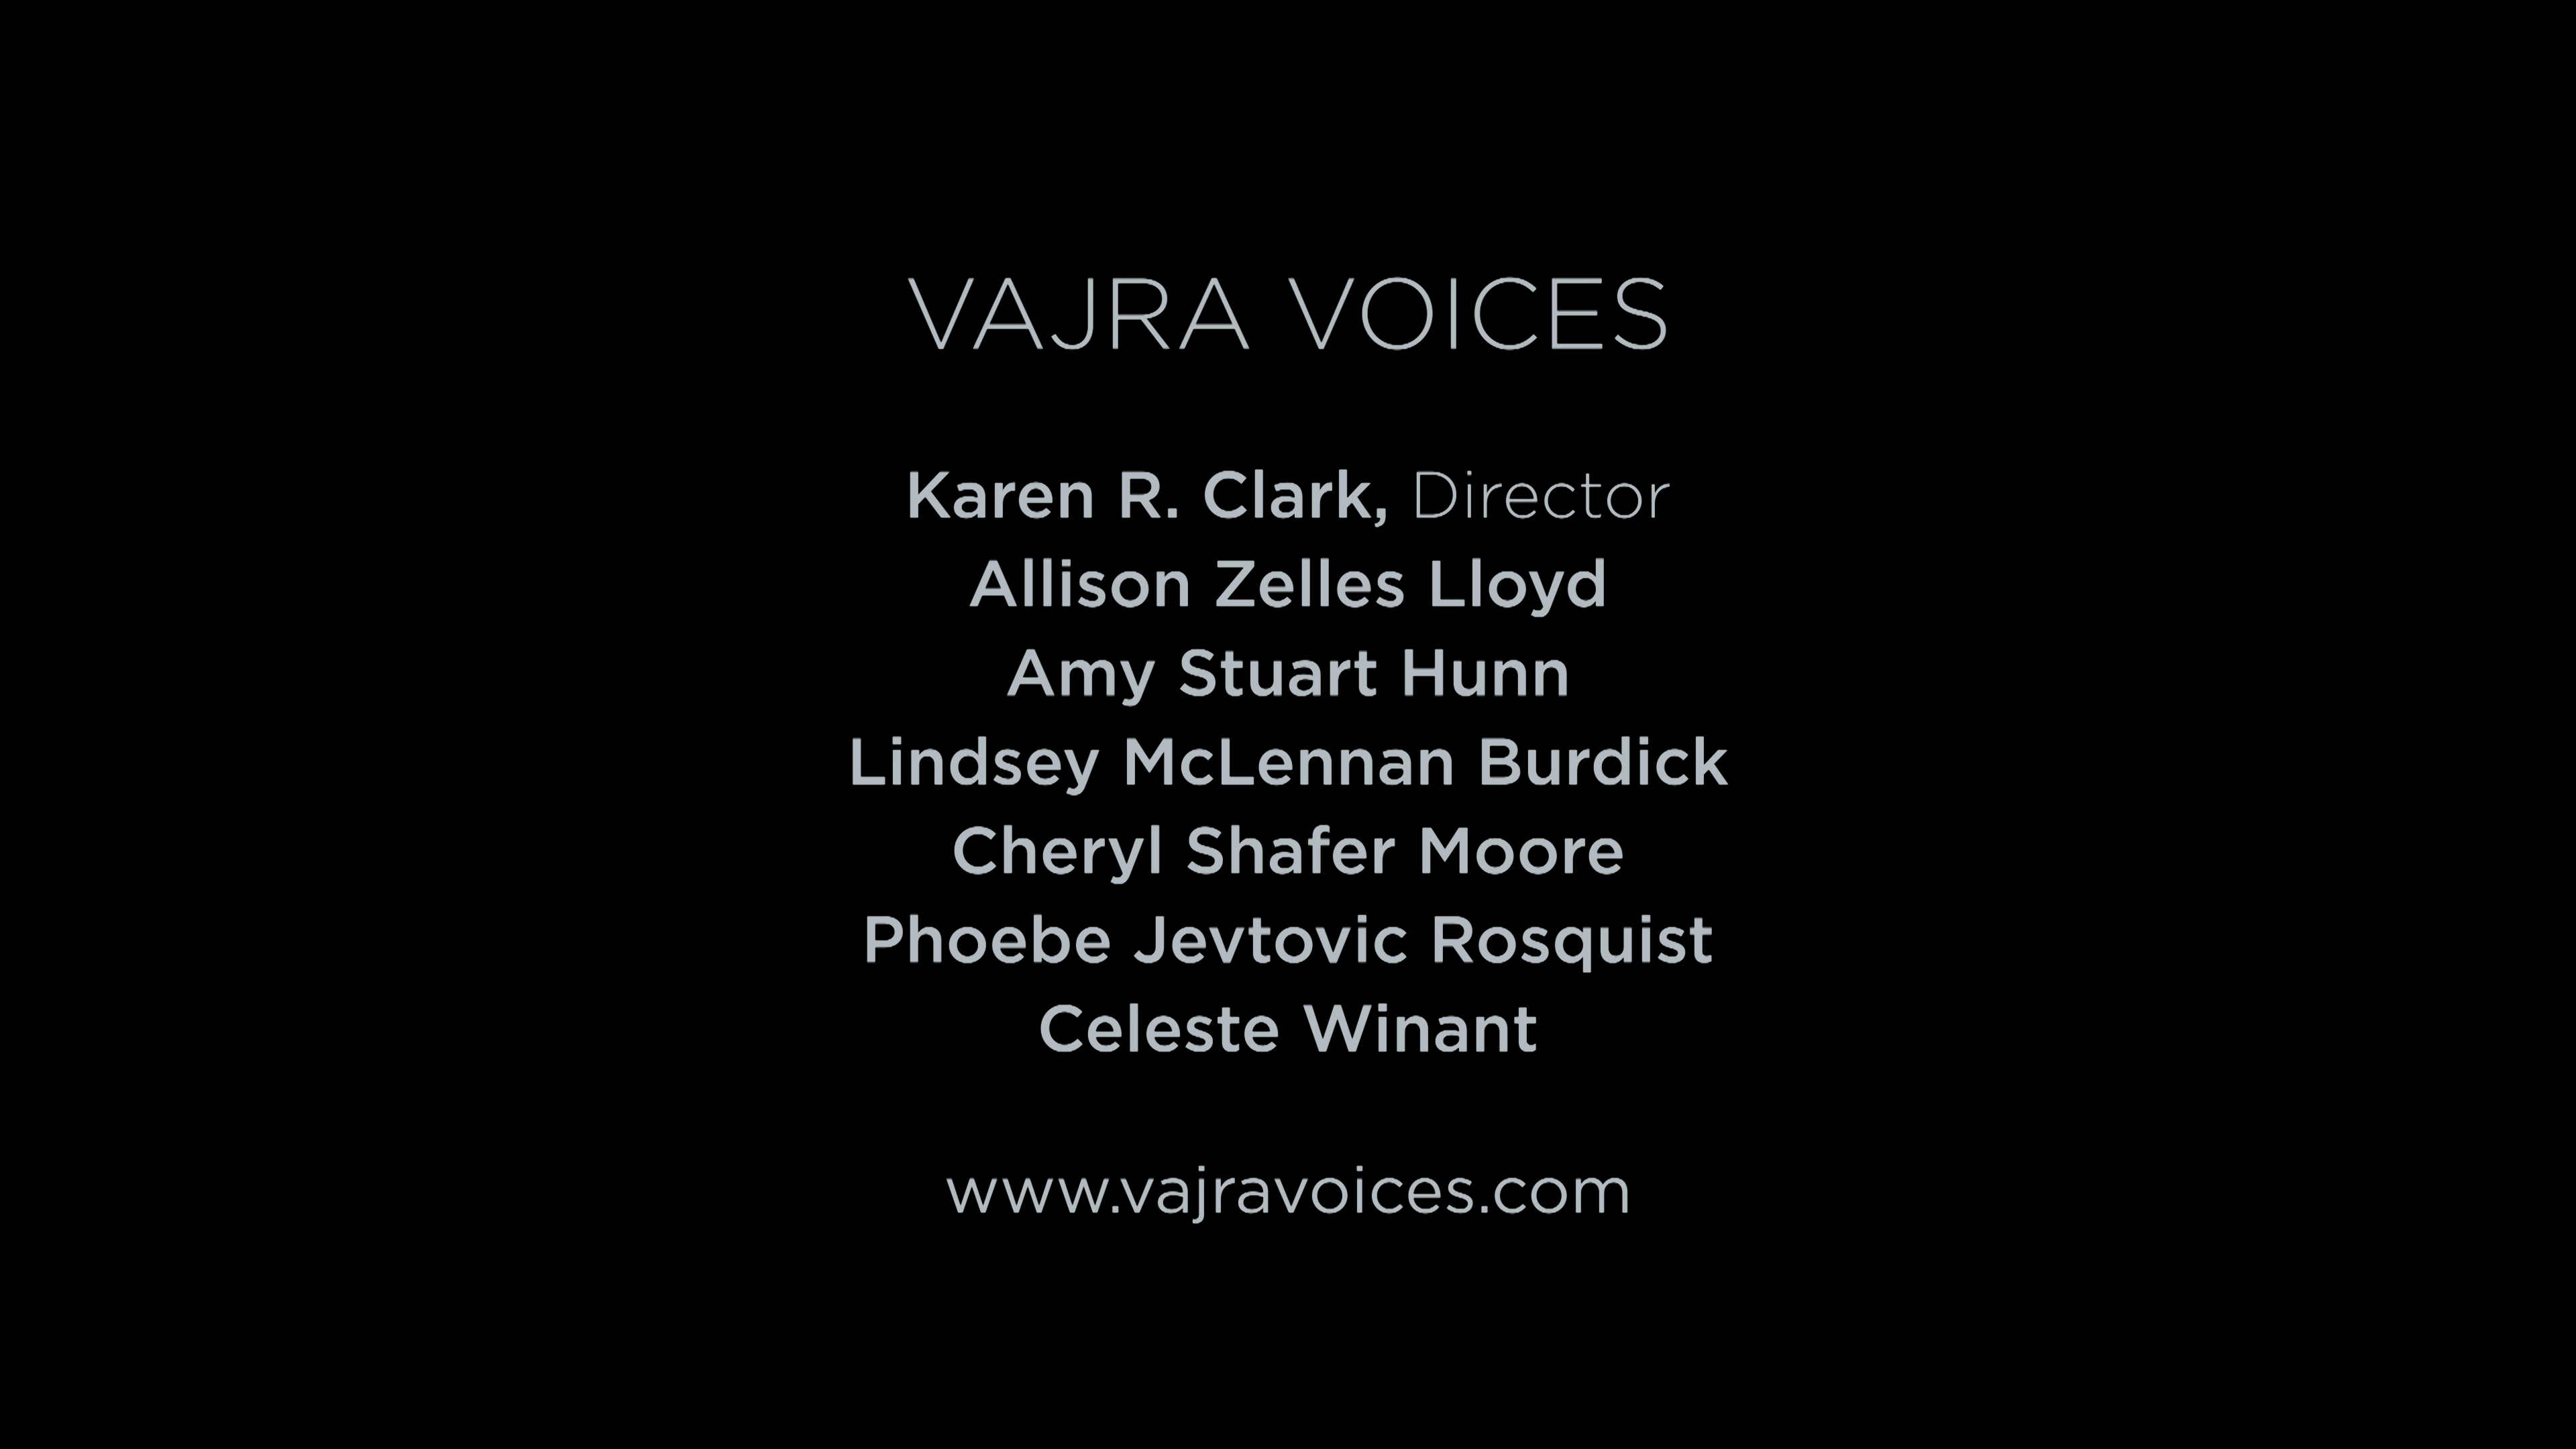 VAJRA VOICES
Karen R. Clark, Director
Allison Zelles Lloyd
Amy Stuart Hunn
Lindsey McLennan Burdick
Cheryl Shafer Moore
Phoebe Jevtovic Rosquist
Celeste Winant
www.vajravoices.com